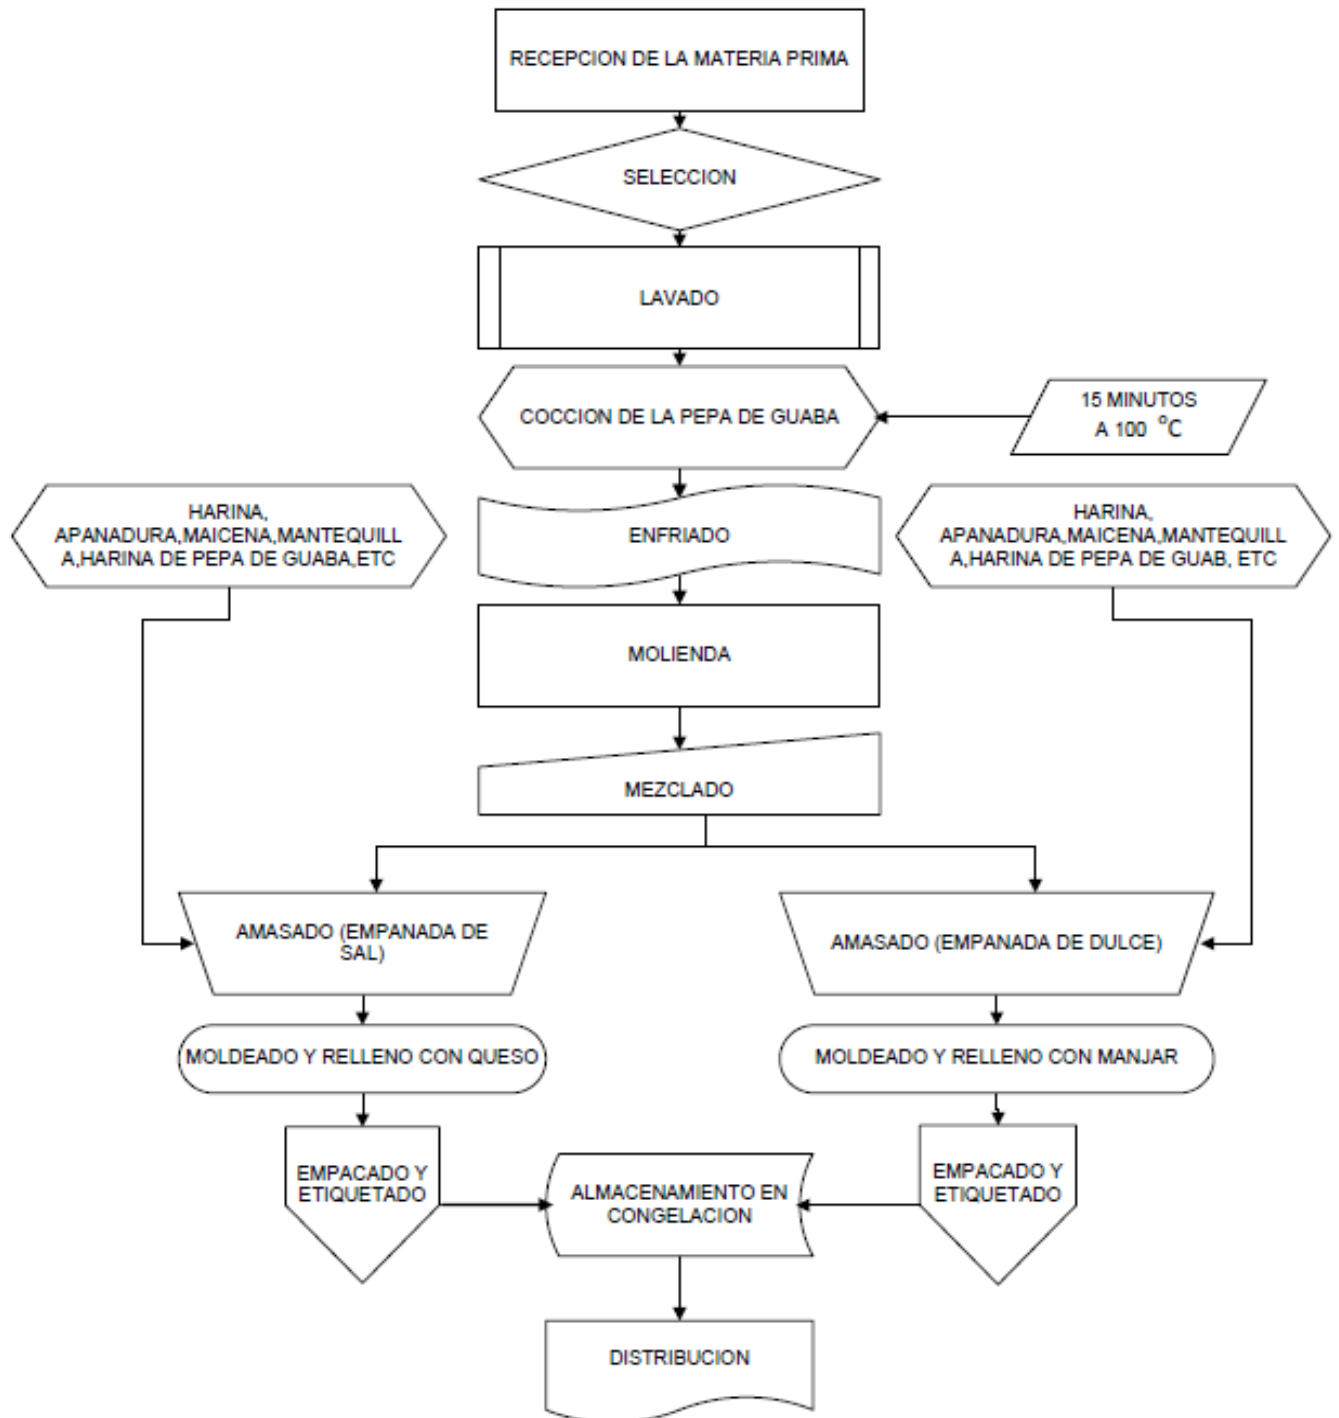 RECEPCION DE LA MATERIA PRIMA
SELECCION
LAVADO
COCCION DE LA PEPA DE GUABA
15 MINUTOS
A 100 °C
HARINA,
APANADURA,MAICENA,MANTEQUILL
A,HARINA DE PEPA DE GUABA,ETC
ENFRIADO
HARINA,
APANADURA,MAICENA,MANTEQUILL
A,HARINA DE PEPA DE GUAB, ETC
MOLIENDA
MEZCLADO
AMASADO (EMPANADA DE
SAL)
AMASADO (EMPANADA DE DULCE)
MOLDEADO Y RELLENO CON QUESO
MOLDEADO Y RELLENO CON MANJAR
EMPACADO Y
ETIQUETADO
ALMACENAMIENTO EN
CONGELACION
EMPACADO Y
ETIQUETADO
DISTRIBUCION